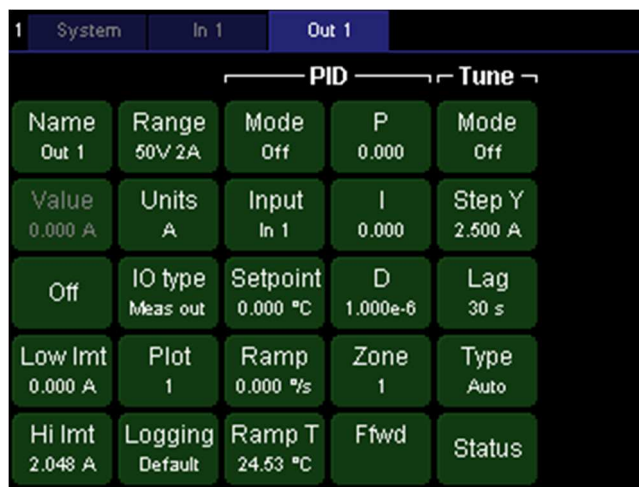 1 System In 1 Out 1
PID Tune
Name Range Mode P Mode
Out 1 50V 2A Off 0.000 Off
Value Units Input I Step Y
0.000 A A In 1 0.000 2.500 A
Off IO type Setpoint D Lag
Meas out 0.000 °C 1.000e-6 30 s
Low lmt Plot Ramp Zone Type
0.000 A 1 0.000 °/s 1 Auto
Hi lmt Logging Ramp T Ffwd Status
2.048 A Default 24.53 °C